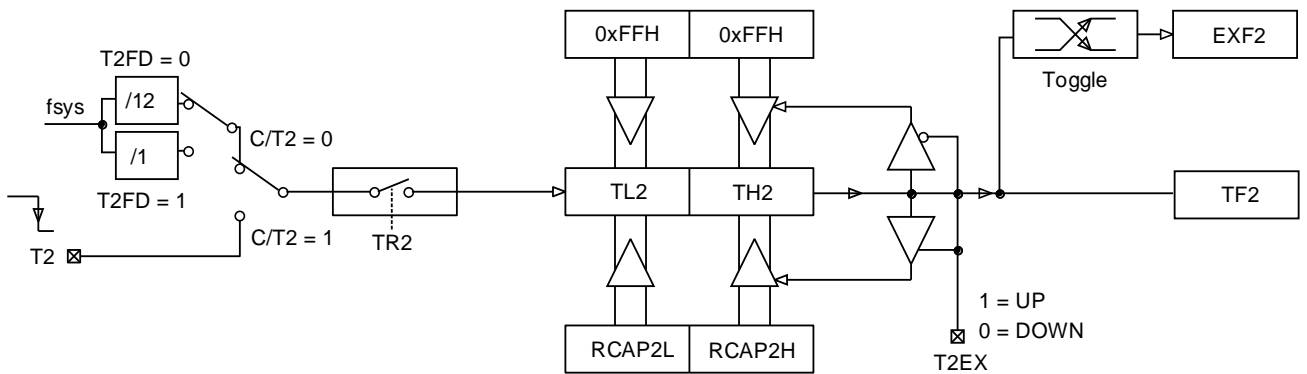 0xFFH
0xFFH
EXF2
T2FD = 0
Toggle
/12
fsys
C/T2 = 0
/1
TL2
TH2
TF2
T2FD = 1
C/T2 = 1
TR2
T2
1 = UP
0 = DOWN
RCAP2L
RCAP2H
T2EX